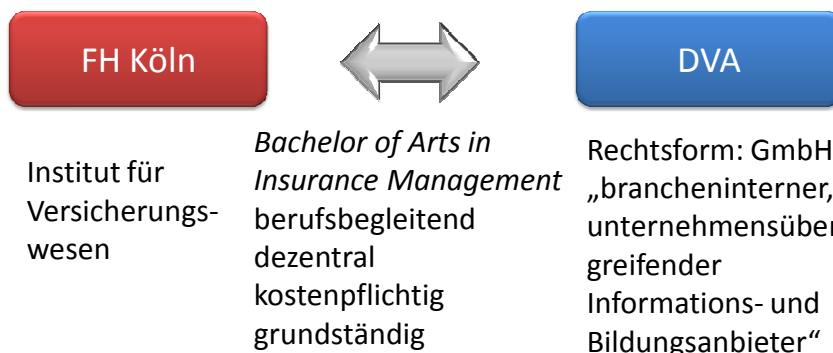 FH Köln
DVA
Institut für
Versicherungs-
wesen
Bachelor of Arts in
Insurance Management
berufsbegleitend
dezentral
kostenpflichtig
grundständig
Rechtsform: GmbH
„brancheninterner,
unternehmensüber
greifender
Informations- und
Bildungsanbieter“